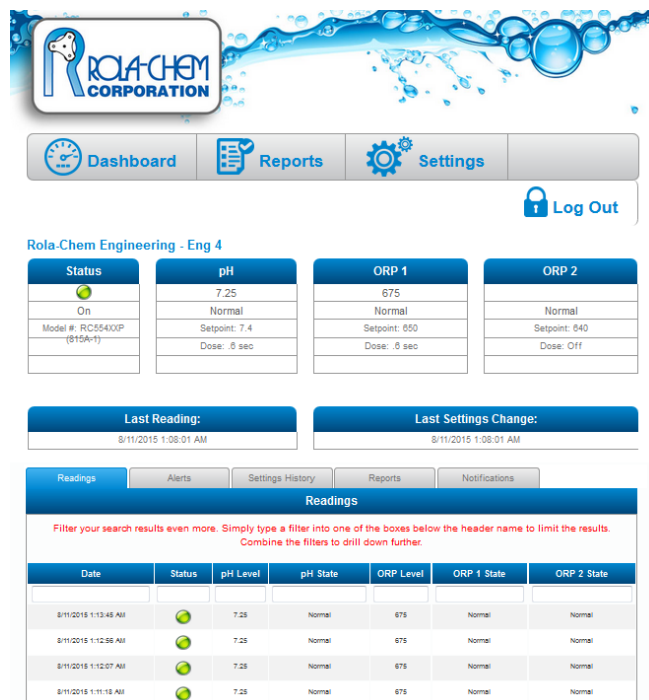 ROLA-CHEM
CORPORATION
Dashboard Reports Settings
Log Out
Rola-Chem Engineering - Eng 4
Status pH ORP 1 ORP 2
7.25 675
On Normal Normal Normal
Model #: RC554XXP (815A-1) Setpoint: 7.4 Setpoint: 650 Setpoint: 640
Dose: .6 sec Dose: .6 sec Dose: Off
Last Reading: Last Settings Change:
8/11/2015 1:08:01 AM 8/11/2015 1:08:01 AM
Readings Alerts Settings History Reports Notifications
Readings
Filter your search results even more. Simply type a filter into one of the boxes below the header name to limit the results.
Combine the filters to drill down further.
Date Status pH Level pH State ORP Level ORP 1 State ORP 2 State
8/11/2015 1:13:45 AM 7.25 Normal 675 Normal Normal
8/11/2015 1:12:56 AM 7.25 Normal 675 Normal Normal
8/11/2015 1:12:07 AM 7.25 Normal 675 Normal Normal
8/11/2015 1:11:18 AM 7.25 Normal 675 Normal Normal